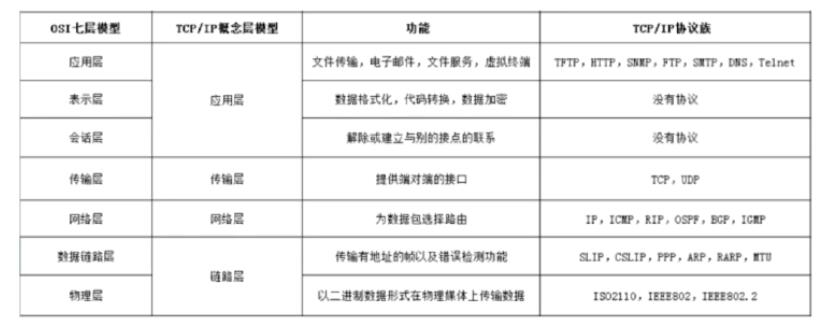 OSI七层模型 TCP/IP概念层模型 功能 TCP/IP协议族
应用层 文件传输，电子邮件，文件服务，虚拟终端 TFTP，HTTP，SNMP，FTP，SMTP，DNS，Telnet
表示层 应用层 数据格式化，代码转换，数据加密 没有协议
会话层 解除或建立与别的接点的联系 没有协议
传输层 传输层 提供端对端的接口 TCP，UDP
网络层 网络层 为数据包选择路由 IP，ICMP，RIP，OSPF，BGP，IGMP
数据链路层 传输有地址的帧以及错误检测功能 SLIP，CSLIP，PPP，ARP，RARP，MTU
链路层
物理层 以二进制数据形式在物理媒体上传输数据 ISO2110，IEEE802，IEEE802.2